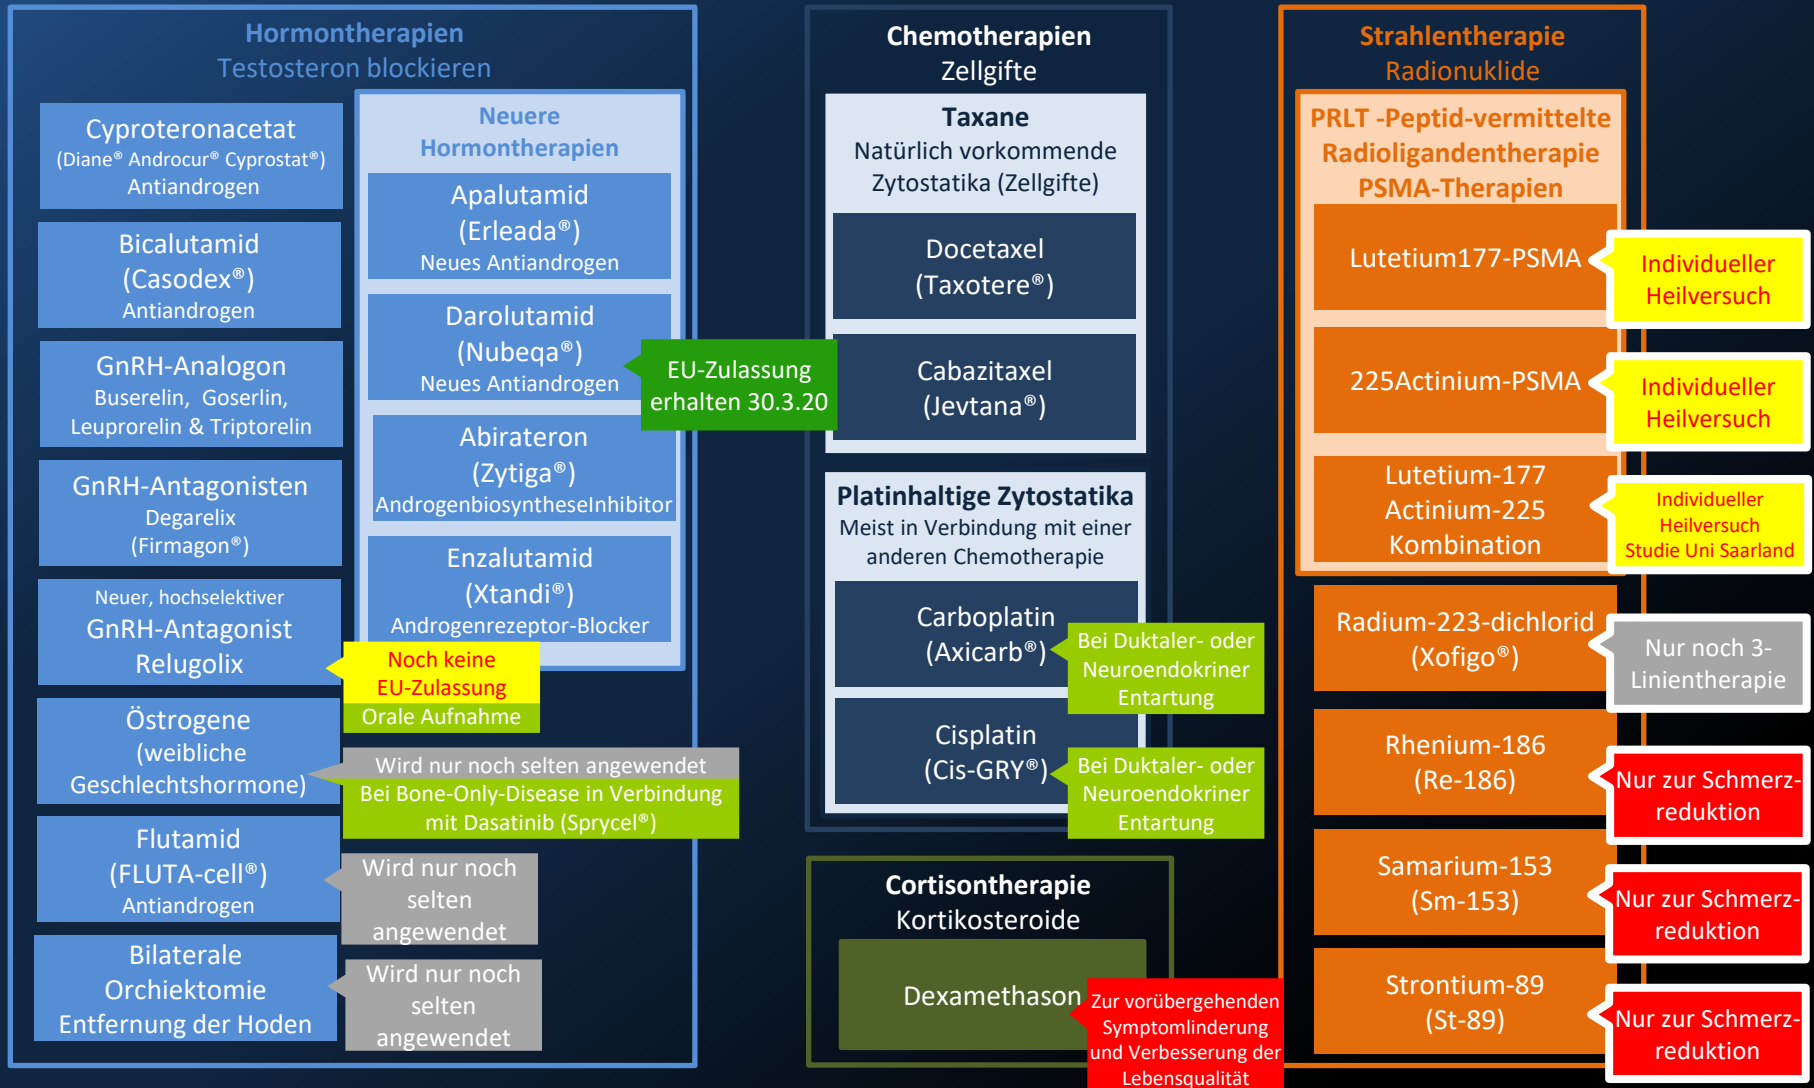 Hormontherapien
Testosteron blockieren
Cyproteronacetat
(Diane® Androcur® Cyprostat®)
Antiandrogen
Bicalutamid
(Casodex®)
Antiandrogen
GnRH-Analogon
Buserelin, Goserlin,
Leuprorelin & Triptorelin
GnRH-Antagonisten
Degarelix
(Firmagon®)
Neuer, hochselektiver
GnRH-Antagonist
Relugolix
Noch keine
EU-Zulassung
Orale Aufnahme
Östrogene
(weibliche
Geschlechtshormone)
Wird nur noch selten angewendet
Bei Bone-Only-Disease in Verbindung
mit Dasatinib (Sprycel®)
Flutamid
(FLUTA-cell®)
Antiandrogen
Wird nur noch
selten
angewendet
Bilaterale
Orchiektomie
Entfernung der Hoden
Wird nur noch
selten
angewendet
Neuere
Hormontherapien
Apalutamid
(Erleada®)
Neues Antiandrogen
Darolutamid
(Nubeqa®)
Neues Antiandrogen
EU-Zulassung
erhalten 30.3.20
Abirateron
(Zytiga®)
AndrogenbiosyntheseInhibitor
Enzalutamid
(Xtandi®)
Androgenrezeptor-Blocker
Chemotherapien
Zellgifte
Taxane
Natürlich vorkommende
Zytostatika (Zellgifte)
Docetaxel
(Taxotere®)
Cabazitaxel
(Jevtana®)
Platinhaltige Zytostatika
Meist in Verbindung mit einer
anderen Chemotherapie
Carboplatin
(Axicarb®)
Bei Duktaler- oder
Neuroendokriner
Entartung
Cisplatin
(Cis-GRY®)
Bei Duktaler- oder
Neuroendokriner
Entartung
Cortisontherapie
Kortikosteroide
Dexamethason
Zur vorübergehenden
Symptomlinderung
und Verbesserung der
Lebensqualität
Strahlentherapie
Radionuklide
PRLT -Peptid-vermittelte
Radioligandentherapie
PSMA-Therapien
Lutetium177-PSMA
Individueller
Heilversuch
225Actinium-PSMA
Individueller
Heilversuch
Lutetium-177
Actinium-225
Kombination
Individueller
Heilversuch
Studie Uni Saarland
Radium-223-dichlorid
(Xofigo®)
Nur noch 3-
Linientherapie
Rhenium-186
(Re-186)
Nur zur Schmerz-
reduktion
Samarium-153
(Sm-153)
Nur zur Schmerz-
reduktion
Strontium-89
(St-89)
Nur zur Schmerz-
reduktion